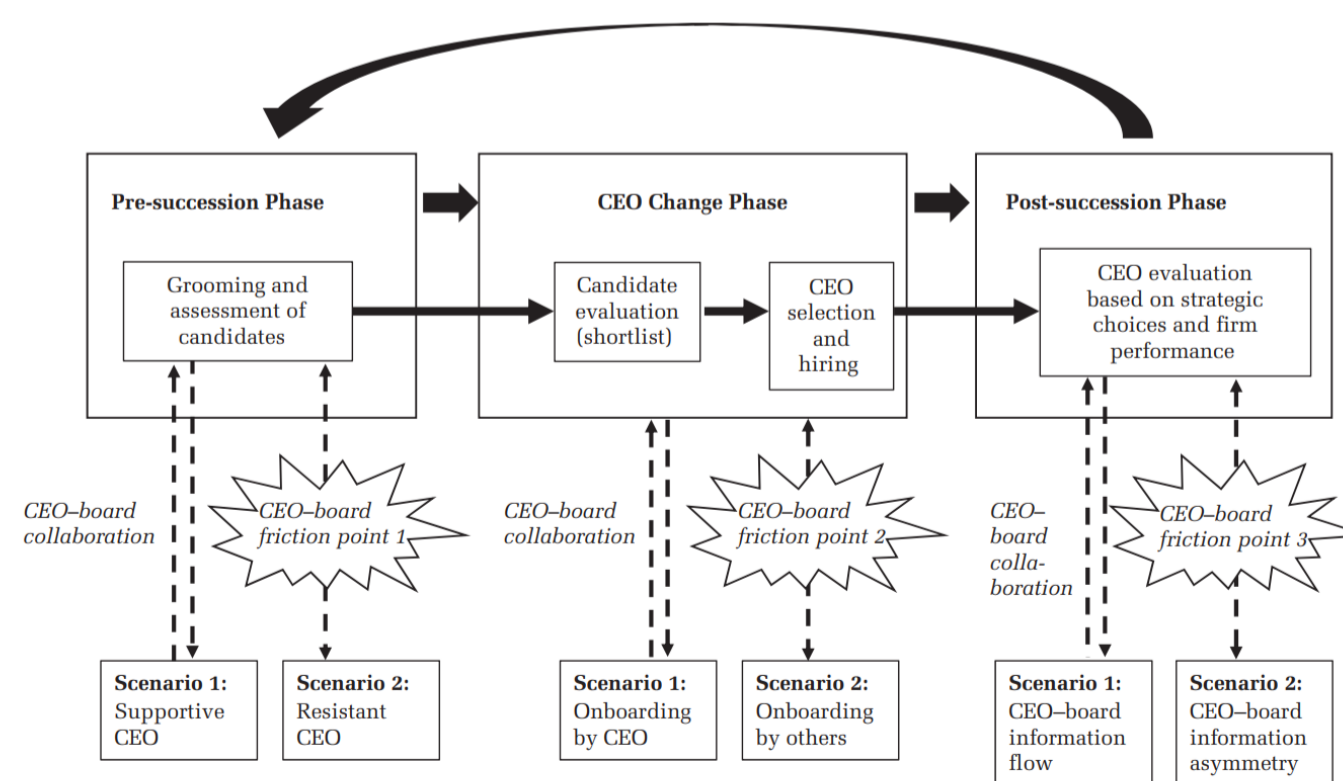 Pre-succession Phase
Grooming and
assessment of
candidates
CEO Change Phase
Candidate
evaluation
(shortlist)
CEO
selection
and
hiring
Post-succession Phase
CEO evaluation
based on strategic
choices and firm
performance
CEO–board
collaboration
CEO–board
friction point 1
CEO–board
collaboration
CEO–board
friction point 2
CEO–
board
colla-
boration
CEO–board
friction point 3
Scenario 1:
Supportive
CEO
Scenario 2:
Resistant
CEO
Scenario 1:
Onboarding
by CEO
Scenario 2:
Onboarding
by others
Scenario 1:
CEO–board
information
flow
Scenario 2:
CEO–board
information
asymmetry